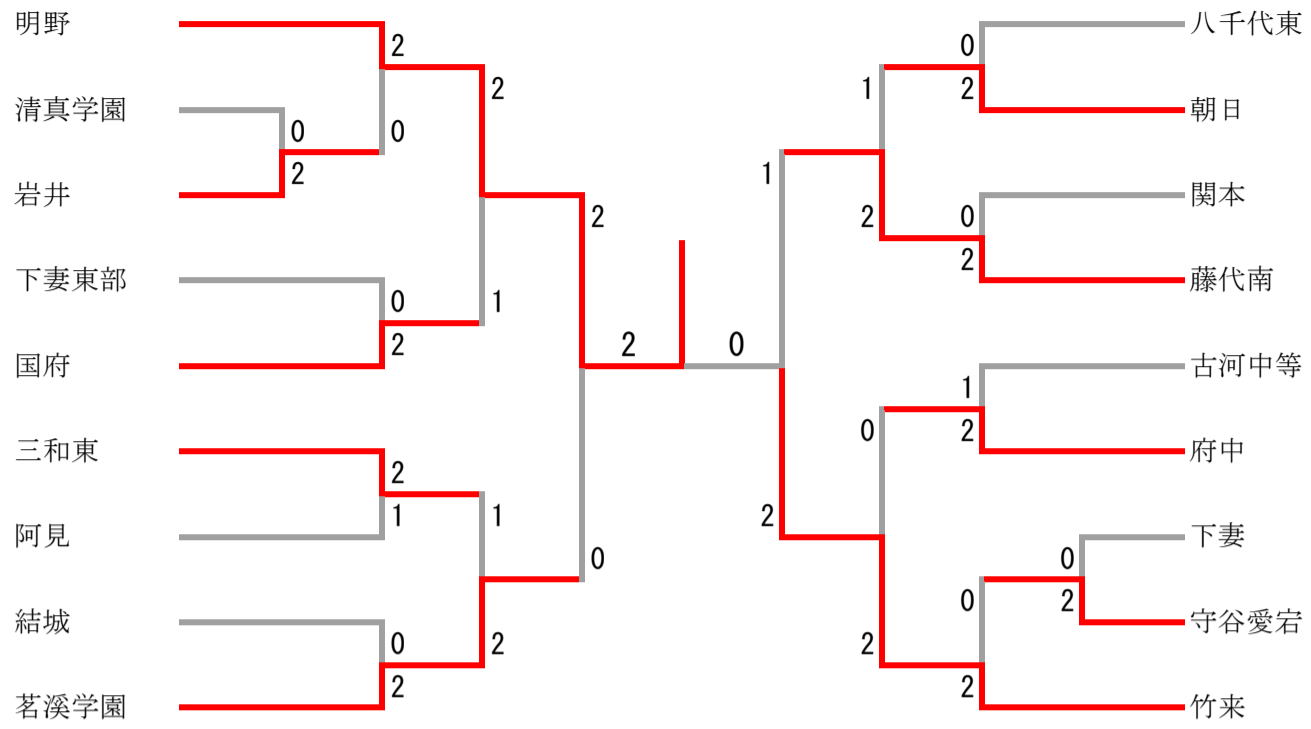 明野
2
2
清真学園
0
2
0
岩井
2
下妻東部
0
2
1
国府
2
三和東
2
1
1
阿見
結城
0
2
2
0
茗溪学園
2
0
八千代東
0
2
朝日
1
1
関本
0
2
2
藤代南
古河中等
1
2
0
府中
2
下妻
0
2
0
守谷愛宕
2
2
竹来